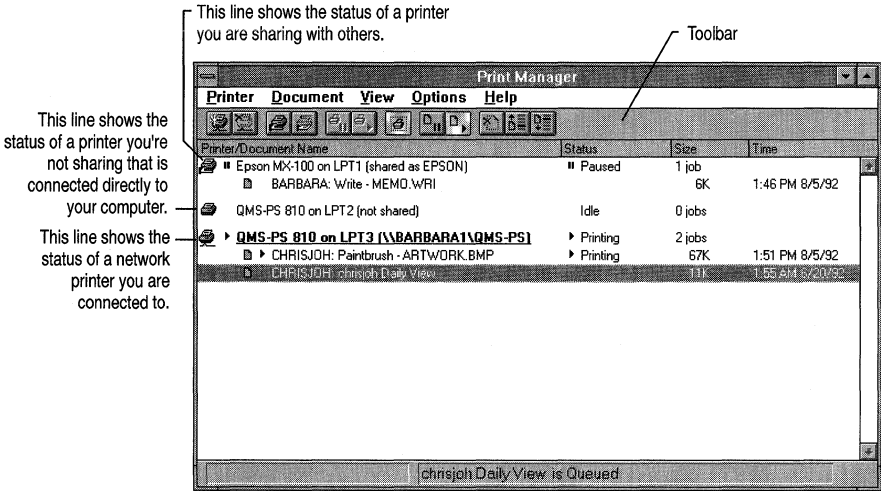 This line shows the status of a printer
you are sharing with others.
Toolbar
Print Manager
Printer Document View Options Help
This line shows the
status of a printer you're
not sharing that is
connected directly to
your computer.
This line shows the
status of a network
printer you are
connected to.
Printer/Document Name Status Size Time
Epson MX-100 on LPT1 (shared as EPSON) Paused 1 job
BARBARA: Write - MEMO.WRI 6K 1:46 PM 8/5/92
QMS-PS 810 on LPT2 (not shared) Idle 0 jobs
QMS-PS 810 on LPT3 (\\BARBARA1\QMS-PS) Printing 2 jobs
CHRISJOH: Paintbrush - ARTWORK.BMP Printing 67K 1:51 PM 8/5/92
CHRISJOH: chrisjoh Daily View 11K 1:55 AM 6/20/92
chrisjoh Daily View is Queued